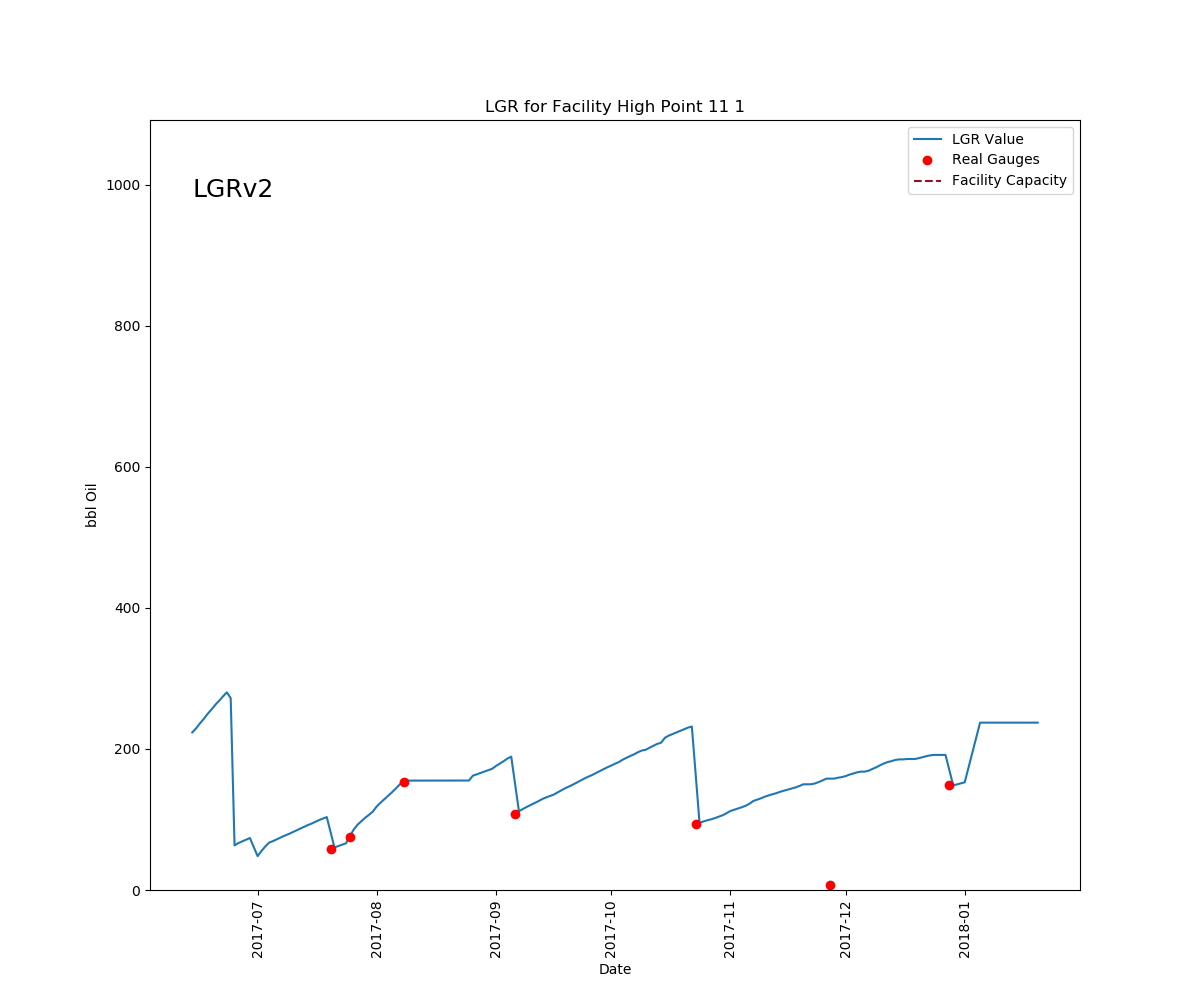 LGR for Facility High Point 11 1
LGRv2
LGR Value
Real Gauges
Facility Capacity
bbl Oil
1000
800
600
400
200
0
2017-07
2017-08
2017-09
2017-10
2017-11
2017-12
2018-01
Date